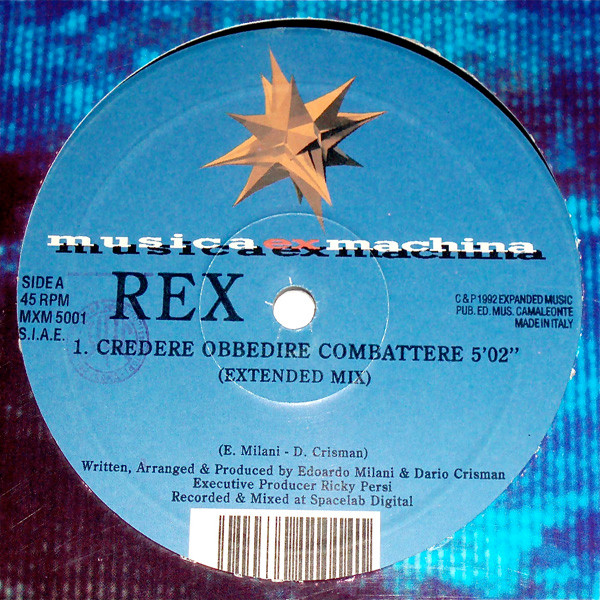 musica ex machina
SIDE A
45 RPM
MXM 5001
S.I.A.E.
REX
C & P 1992 EXPANDED MUSIC
PUB. ED. MUS. CAMALEONTE
MADE IN ITALY
1. CREDERE OBBEDIRE COMBATTERE 5'02"
(EXTENDED MIX)
(E. Milani - D. Crisman)
Written, Arranged & Produced by Edoardo Milani & Dario Crisman
Executive Producer Ricky Persi
Recorded & Mixed at Spacelab Digital